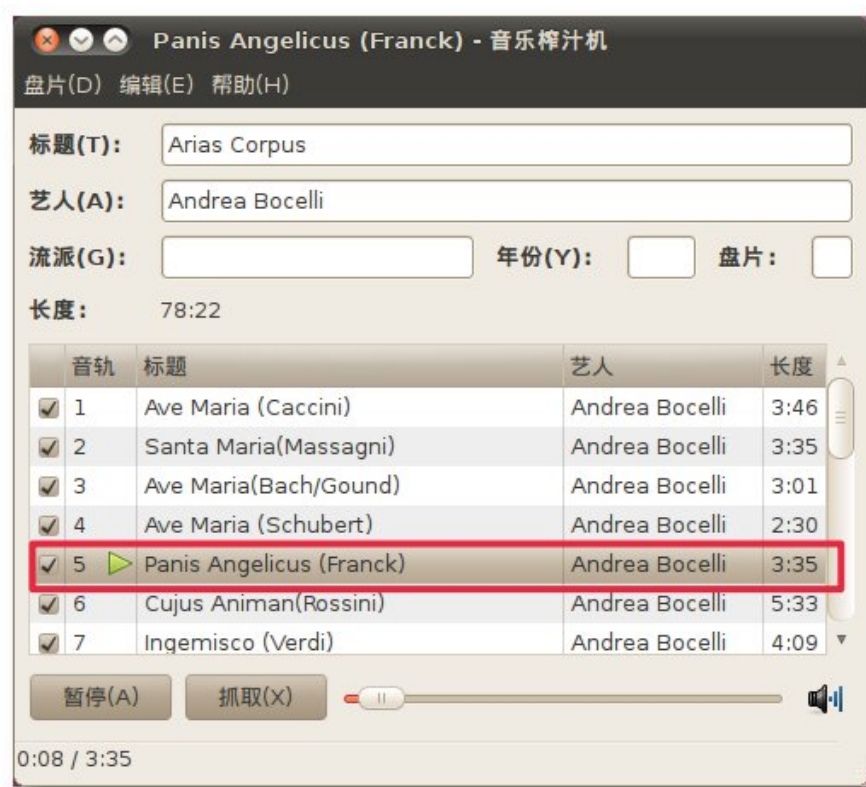 Panis Angelicus (Franck) - 音乐榨汁机
盘片(D) 编辑(E) 帮助(H)
标题(T): Arias Corpus
艺人(A): Andrea Bocelli
流派(G): 年份(Y): 盘片:
长度: 78:22
音轨 标题 艺人 长度
1 Ave Maria (Caccini) Andrea Bocelli 3:46
2 Santa Maria(Massagni) Andrea Bocelli 3:35
3 Ave Maria(Bach/Gound) Andrea Bocelli 3:01
4 Ave Maria (Schubert) Andrea Bocelli 2:30
5 Panis Angelicus (Franck) Andrea Bocelli 3:35
6 Cujus Animan(Rossini) Andrea Bocelli 5:33
7 Ingemisco (Verdi) Andrea Bocelli 4:09
暂停(A) 抓取(X)
0:08 / 3:35